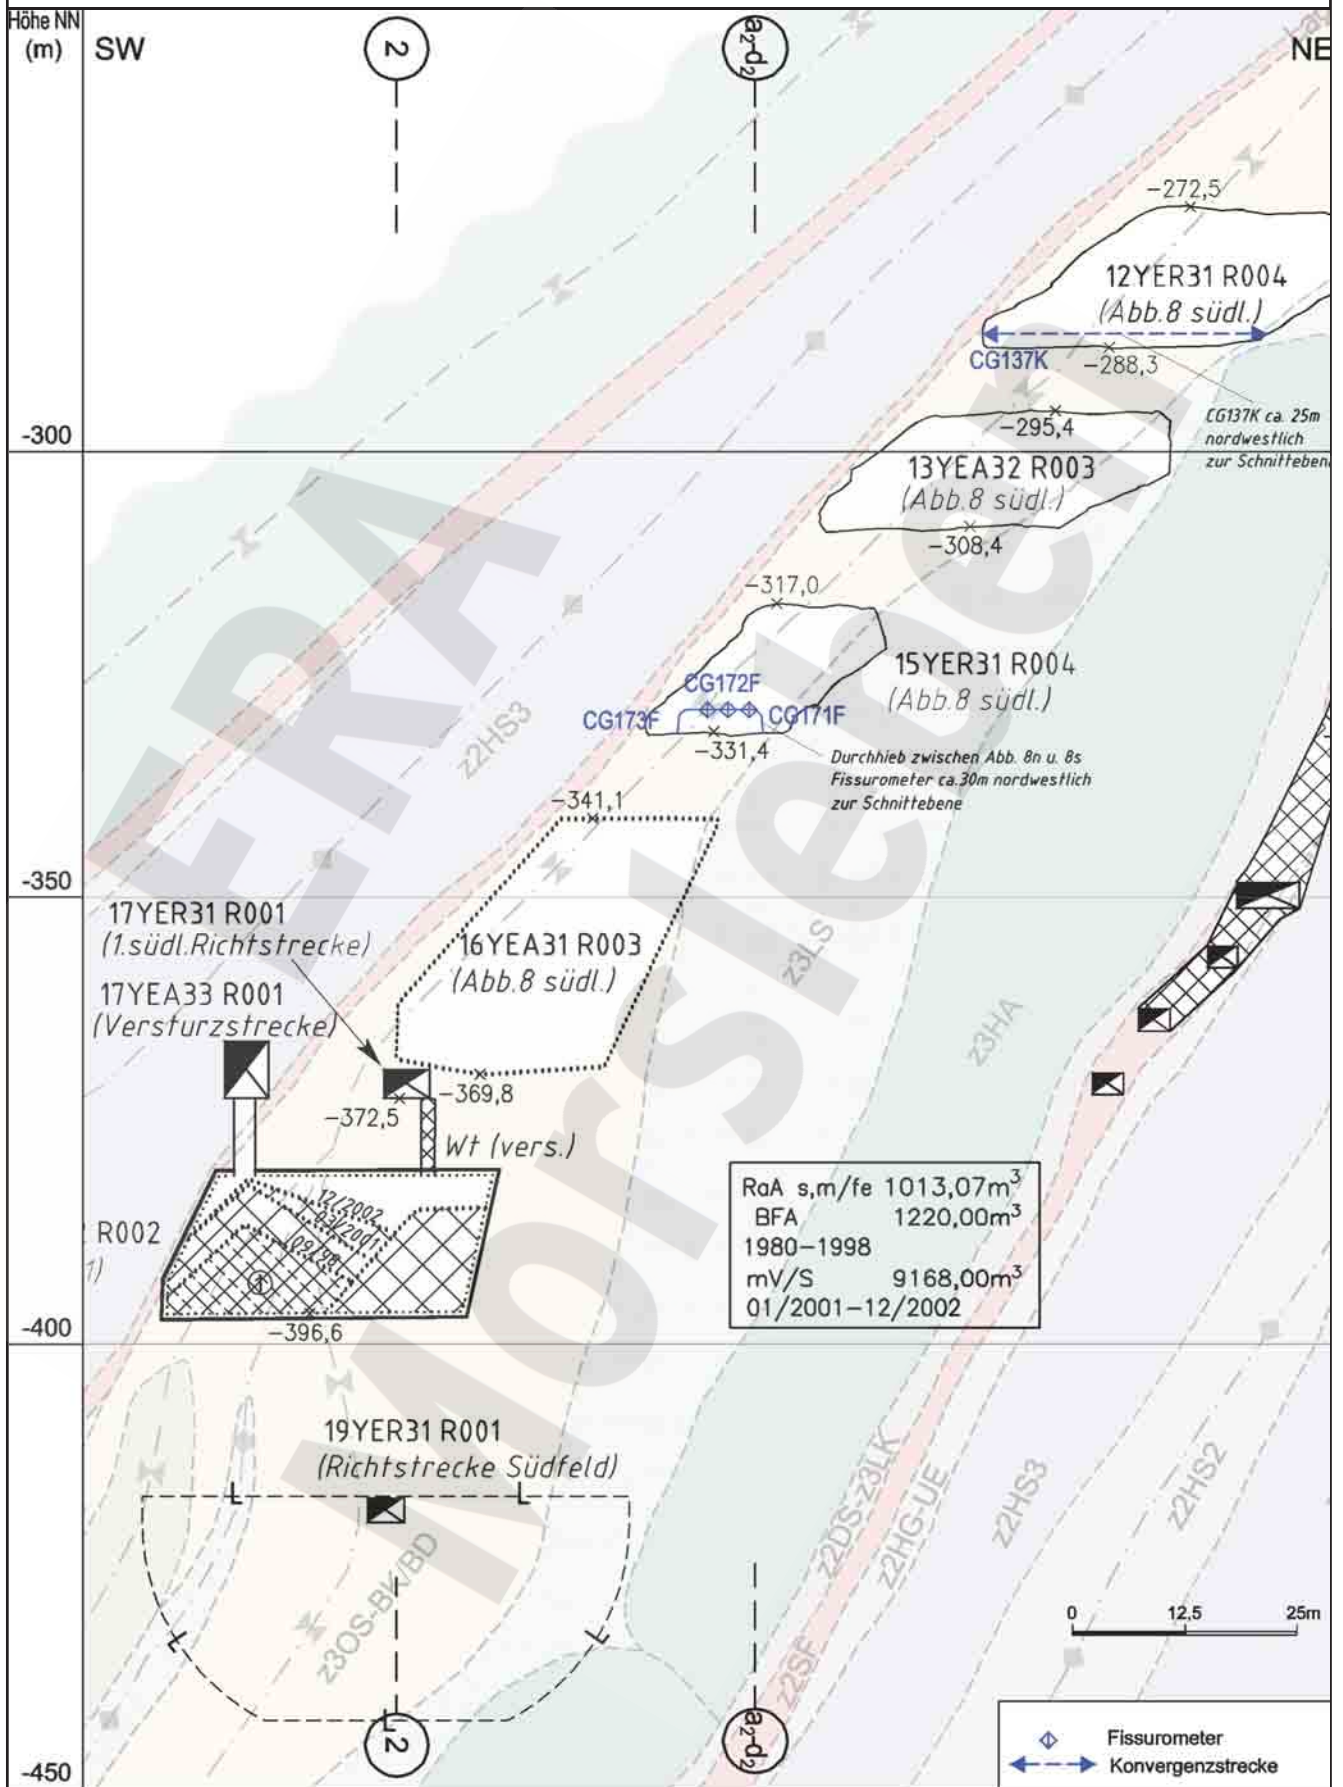 Höhe NN
(m)
SW
2
a2-d2
NE
-272,5
12YER31 R004
(Abb.8 südl.)
CG137K
-288,3
CG137K ca. 25m
nordwestlich
zur Schnitteben
-300
-295,4
13YEA32 R003
(Abb.8 südl.)
-308,4
-317,0
15YER31 R004
(Abb.8 südl.)
CG172F
CG173F
CG171F
-331,4
Durchhieb zwischen Abb. 8n u. 8s
Fissurometer ca.30m nordwestlich
zur Schnittebene
z2HS3
-341,1
-350
17YER31 R001
(1.südl.Richtstrecke)
16YEA31 R003
(Abb.8 südl.)
z3LS
17YEA33 R001
(Versturzstrecke)
z3HA
-369,8
-372,5
Wt (vers.)
R002
12/2002
03/2001
09/98
1
-396,6
RaA s,m/fe 1013,07m³
BFA 1220,00m³
1980-1998
mV/S 9168,00m³
01/2001-12/2002
-400
19YER31 R001
(Richtstrecke Südfeld)
L
L
L
L
L
z3OS-BK/BD
z2SF
z2DS-z3LK
z2HG-UE
z2HS3
z2HS2
0 12,5 25m
2
a2-d2
-450
Fissurometer
Konvergenzstrecke
ERA Morsleben